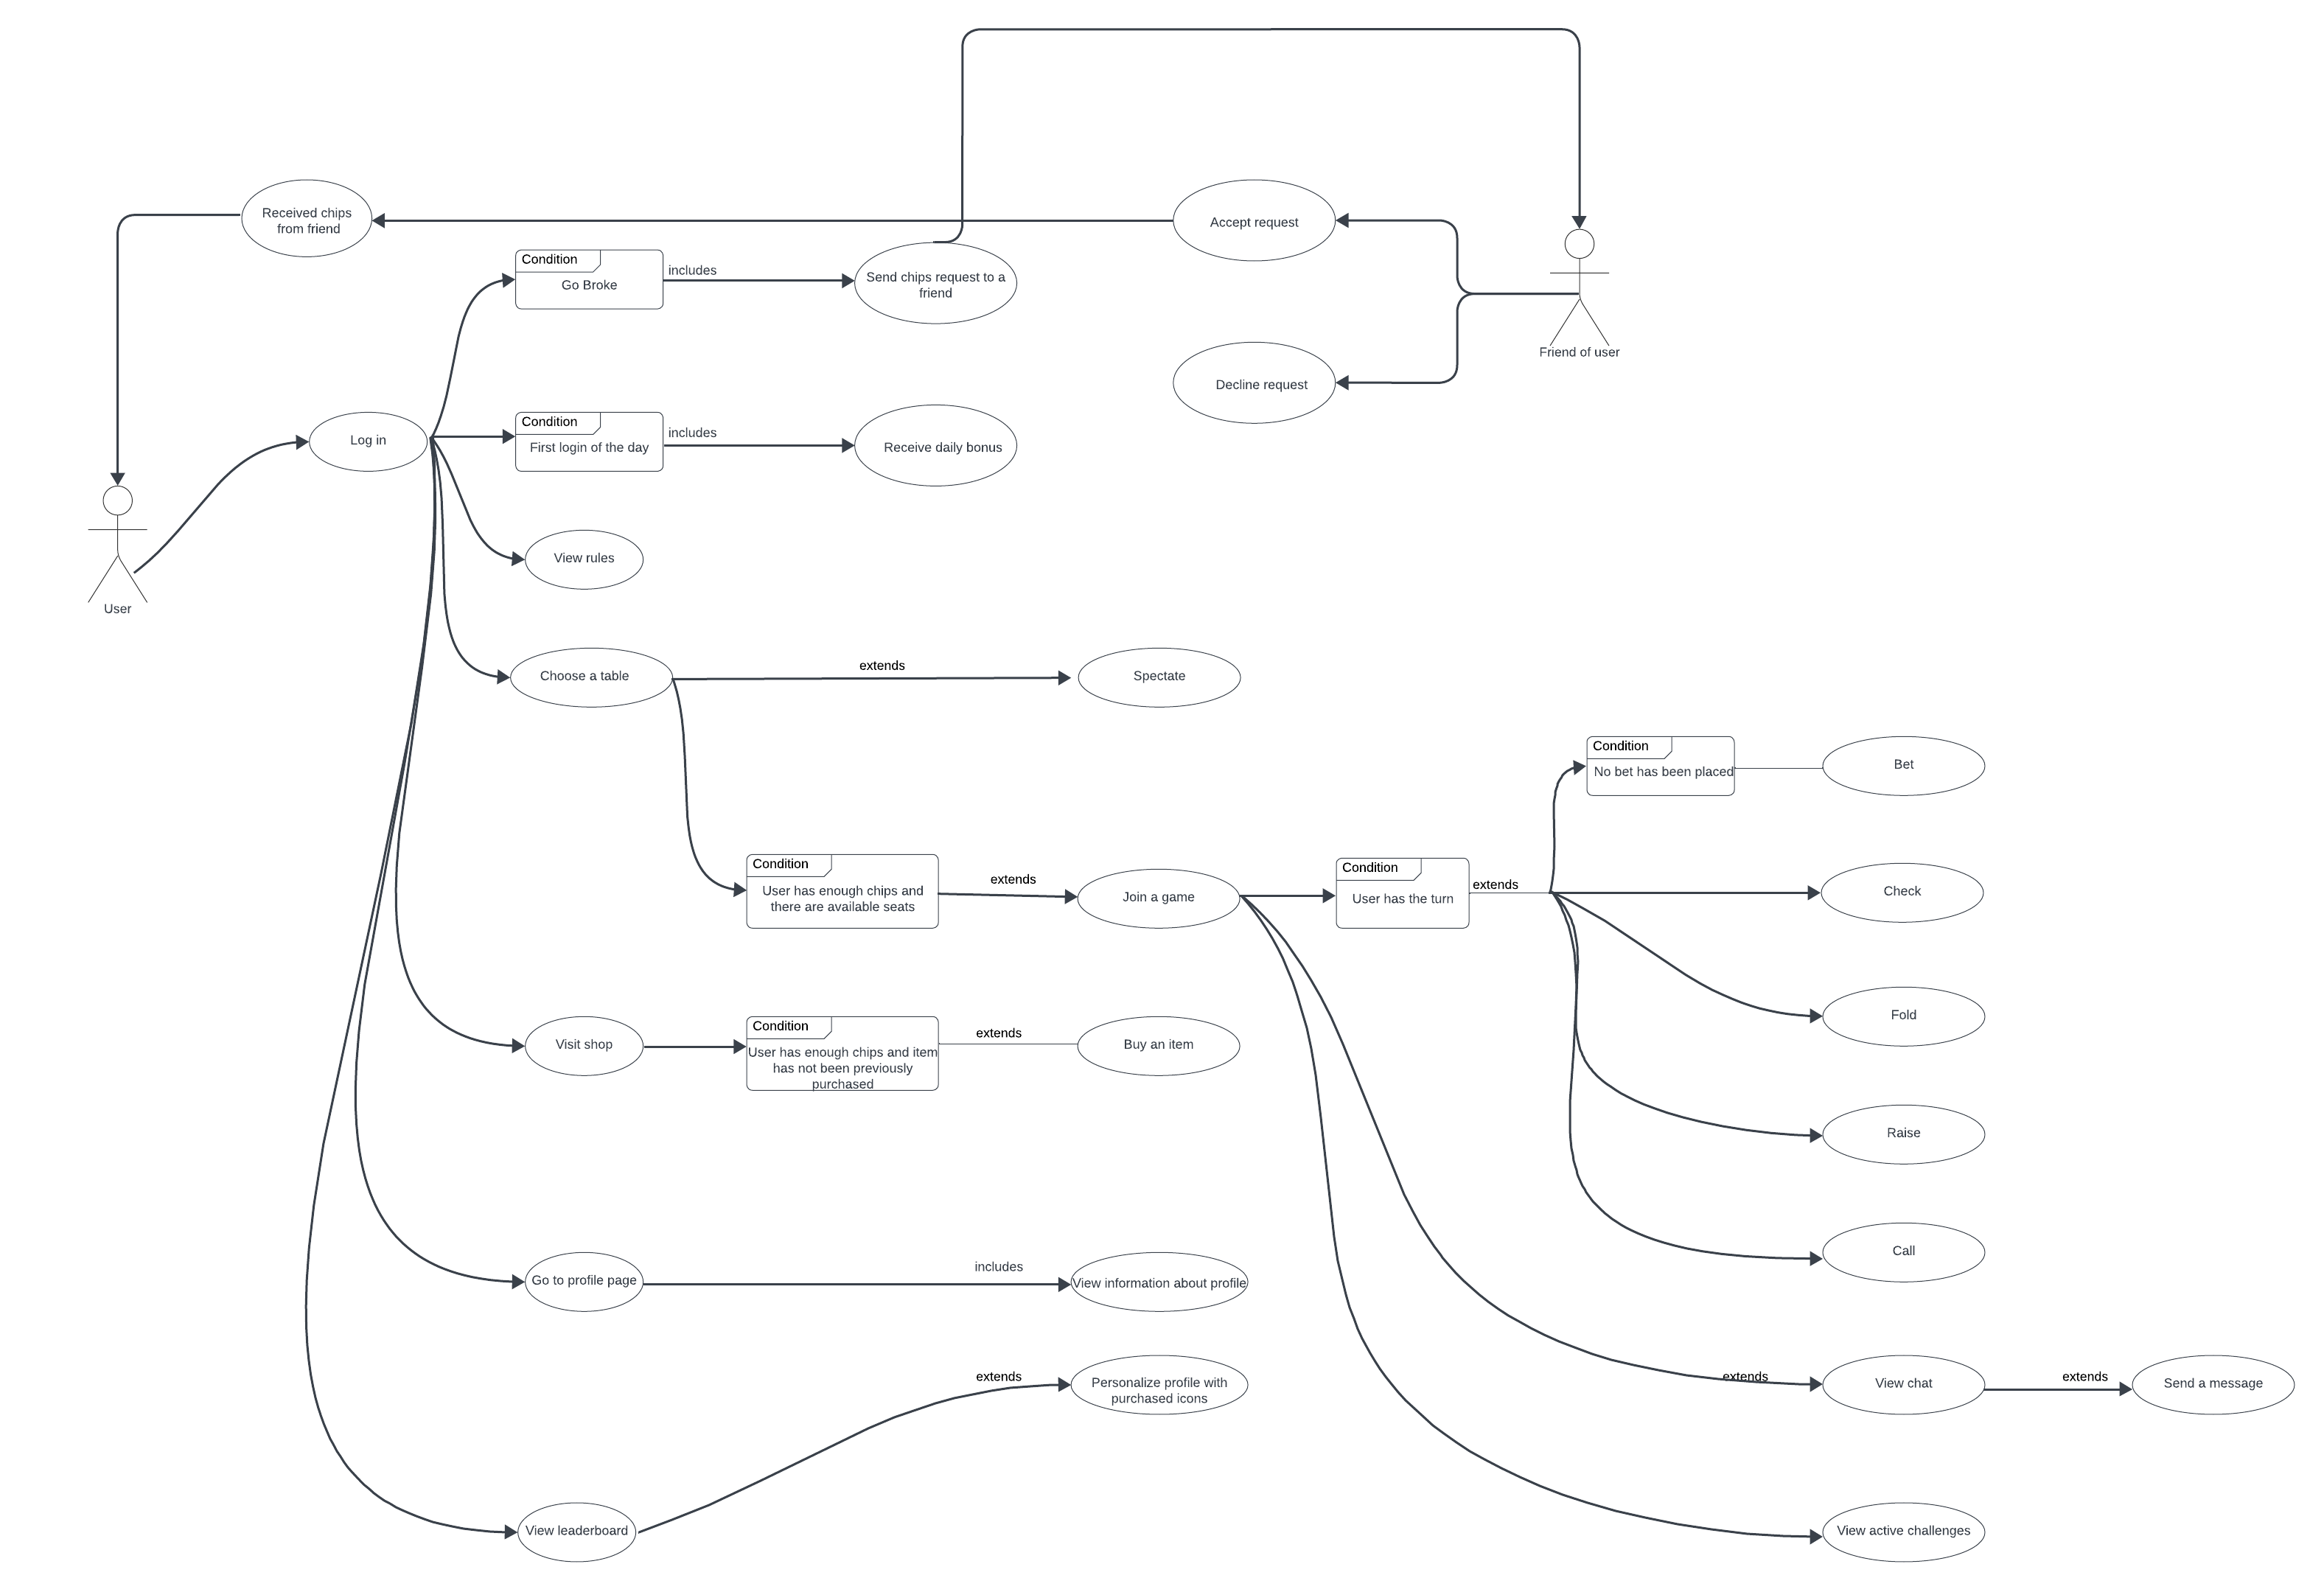 Received chips
from friend
Accept request
Condition
Go Broke
includes
Send chips request to a
friend
Friend of user
Decline request
Log in
Condition
First login of the day
includes
Receive daily bonus
User
View rules
Choose a table
extends
Spectate
Condition
No bet has been placed
Bet
Condition
User has enough chips and
there are available seats
extends
Join a game
Condition
User has the turn
extends
Check
Fold
Visit shop
Condition
User has enough chips and item
has not been previously
purchased
extends
Buy an item
Raise
Call
Go to profile page
includes
View information about profile
extends
Personalize profile with
purchased icons
extends
View chat
extends
Send a message
View leaderboard
View active challenges